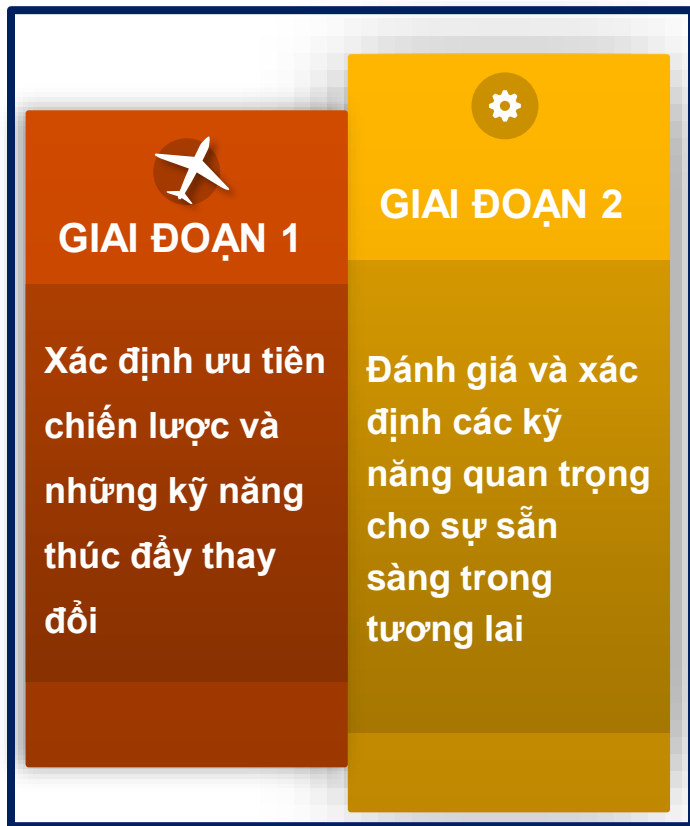 GIAI ĐOẠN 1
Xác định ưu tiên
chiến lược và
những kỹ năng
thúc đẩy thay
đổi
GIAI ĐOẠN 2
Đánh giá và xác
định các kỹ
năng quan trọng
cho sự sẵn
sàng trong
tương lai